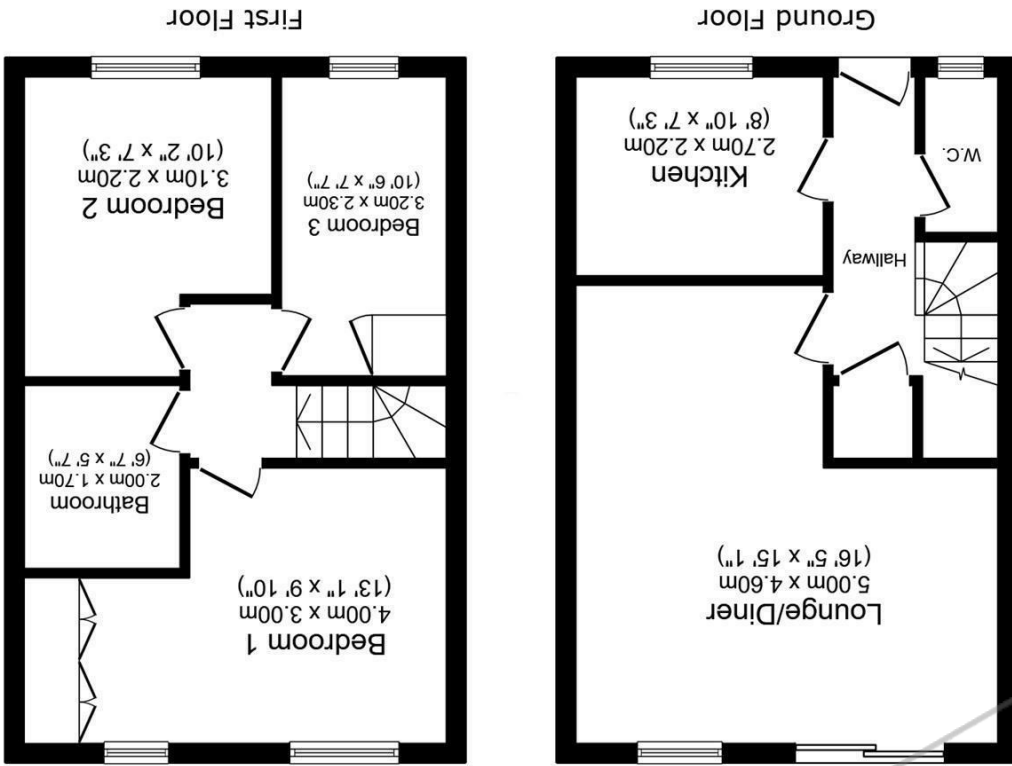 Lounge/Diner
5.00m x 4.60m
(16' 5" x 15' 1")
Hallway
W.C.
Kitchen
2.70m x 2.20m
(8' 10" x 7' 3")
Ground Floor
Bedroom 1
4.00m x 3.00m
(13' 1" x 9' 10")
Bathroom
2.00m x 1.70m
(6' 7" x 5' 7")
Bedroom 3
3.20m x 2.30m
(10' 6" x 7' 7")
Bedroom 2
3.10m x 2.20m
(10' 2" x 7' 3")
First Floor